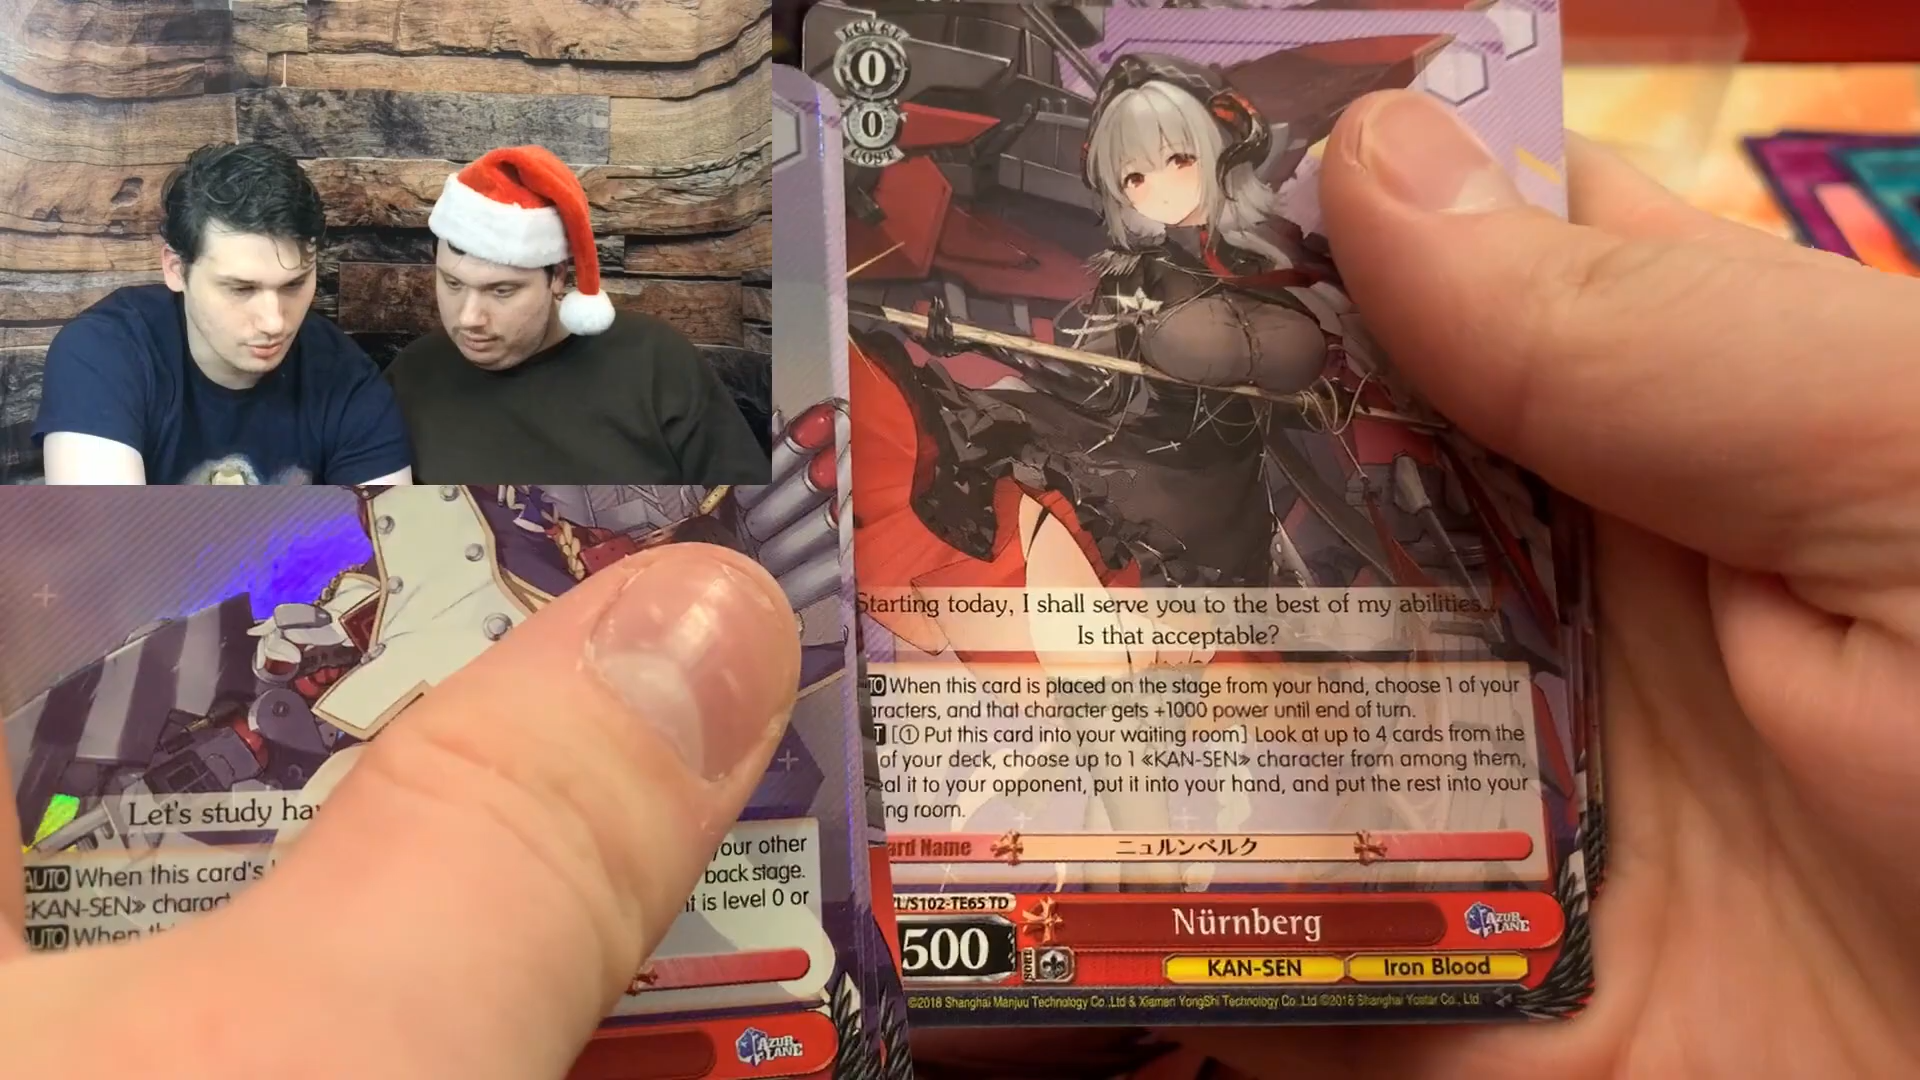 LEVEL
0
0
COST
Starting today, I shall serve you to the best of my abilities...
Is that acceptable?
When this card is placed on the stage from your hand, choose 1 of your
racters, and that character gets +1000 power until end of turn.
[① Put this card into your waiting room] Look at up to 4 cards from the
of your deck, choose up to 1 «KAN-SEN» character from among them,
eal it to your opponent, put it into your hand, and put the rest into your
ng room.
ard Name ニュルンベルク
/S102-TE65 TD
500
SOUL
Nürnberg
AZUR LANE
KAN-SEN Iron Blood
©2018 Shanghai Manjuu Technology Co.,Ltd & Xiamen YongShi Technology Co.,Ltd ©2018 Shanghai Yostar Co., Ltd.
Let's study ha
AUTO When this card's
your other
KAN-SEN» charact
back stage.
it is level 0 or
AUTO When
AZUR LANE